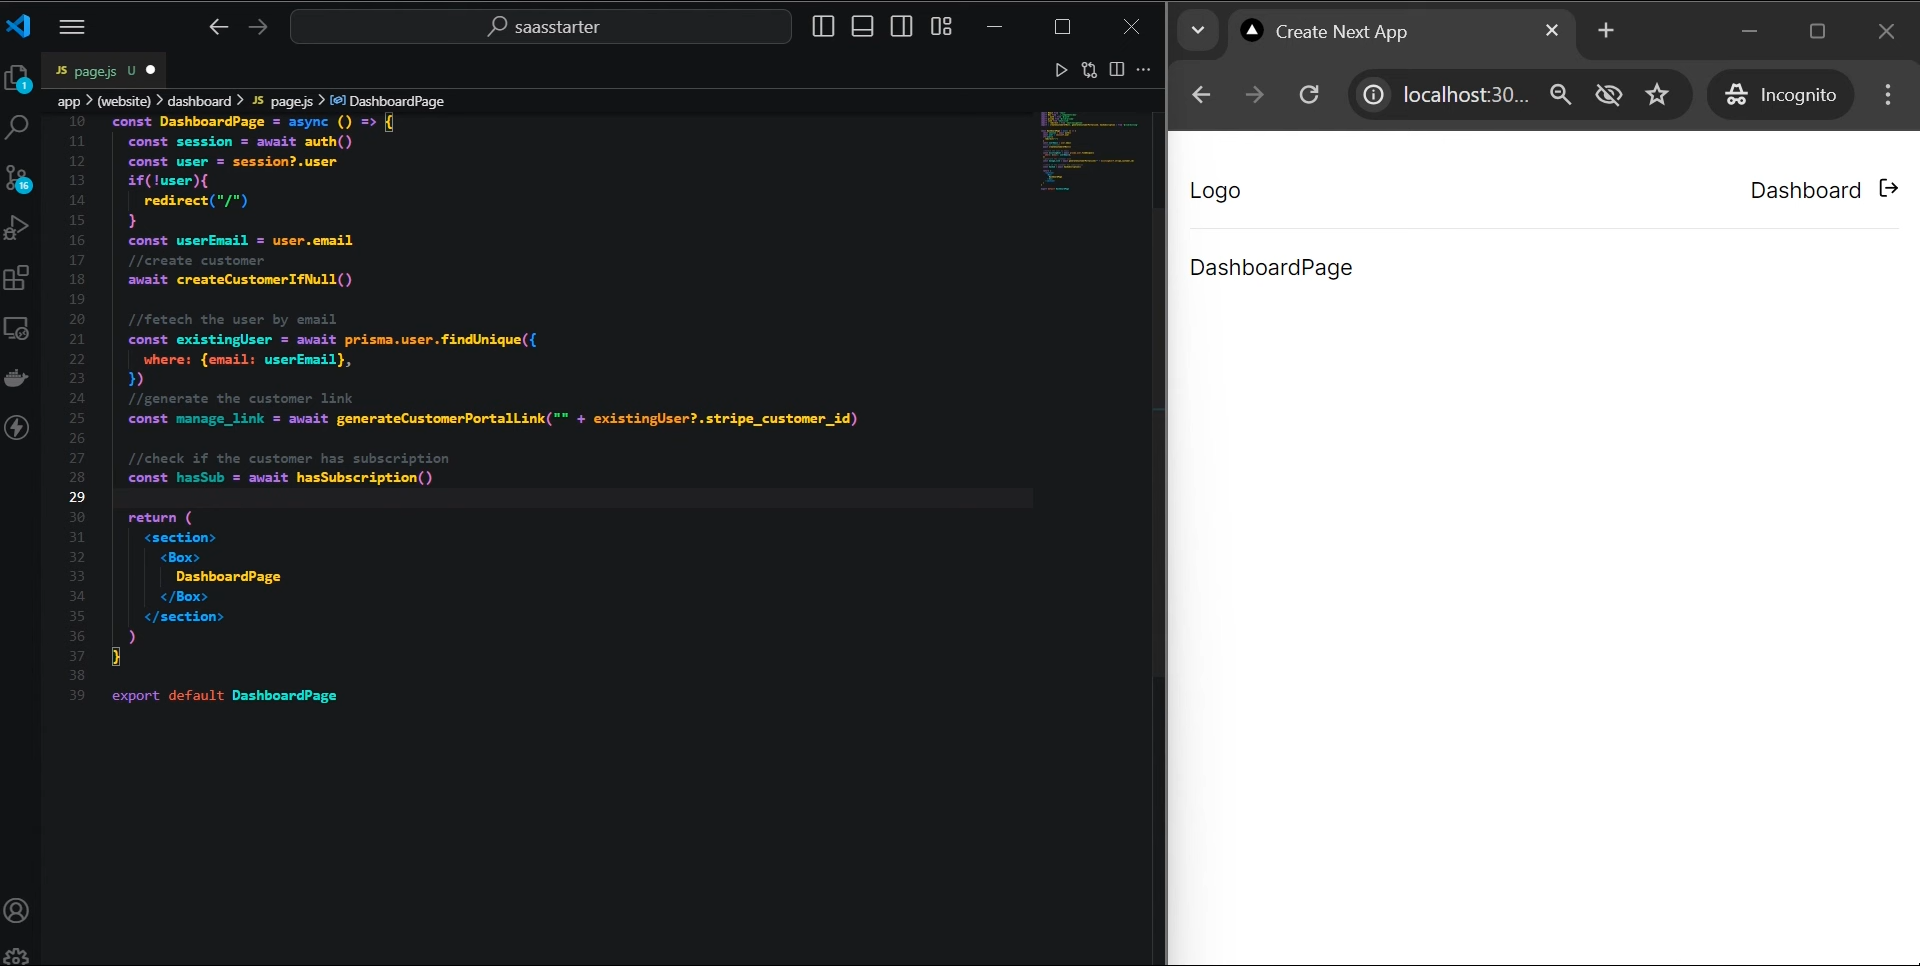 saasstarter
JS page.js U
app > (website) > dashboard > JS page.js > DashboardPage
1
16
10 const DashboardPage = async () => {
11 const session = await auth()
12 const user = session?.user
13 if(!user){
14 redirect("/")
15 }
16 const userEmail = user.email
17 //create customer
18 await createCustomerIfNull()
19
20 //fetech the user by email
21 const existingUser = await prisma.user.findUnique({
22 where: {email: userEmail},
23 })
24 //generate the customer link
25 const manage_link = await generateCustomerPortalLink("" + existingUser?.stripe_customer_id)
26
27 //check if the customer has subscription
28 const hasSub = await hasSubscription()
29
30 return (
31 <section>
32 <Box>
33 DashboardPage
34 </Box>
35 </section>
36 )
37 }
38
39 export default DashboardPage
Create Next App
localhost:30...
Incognito
Logo
Dashboard
DashboardPage